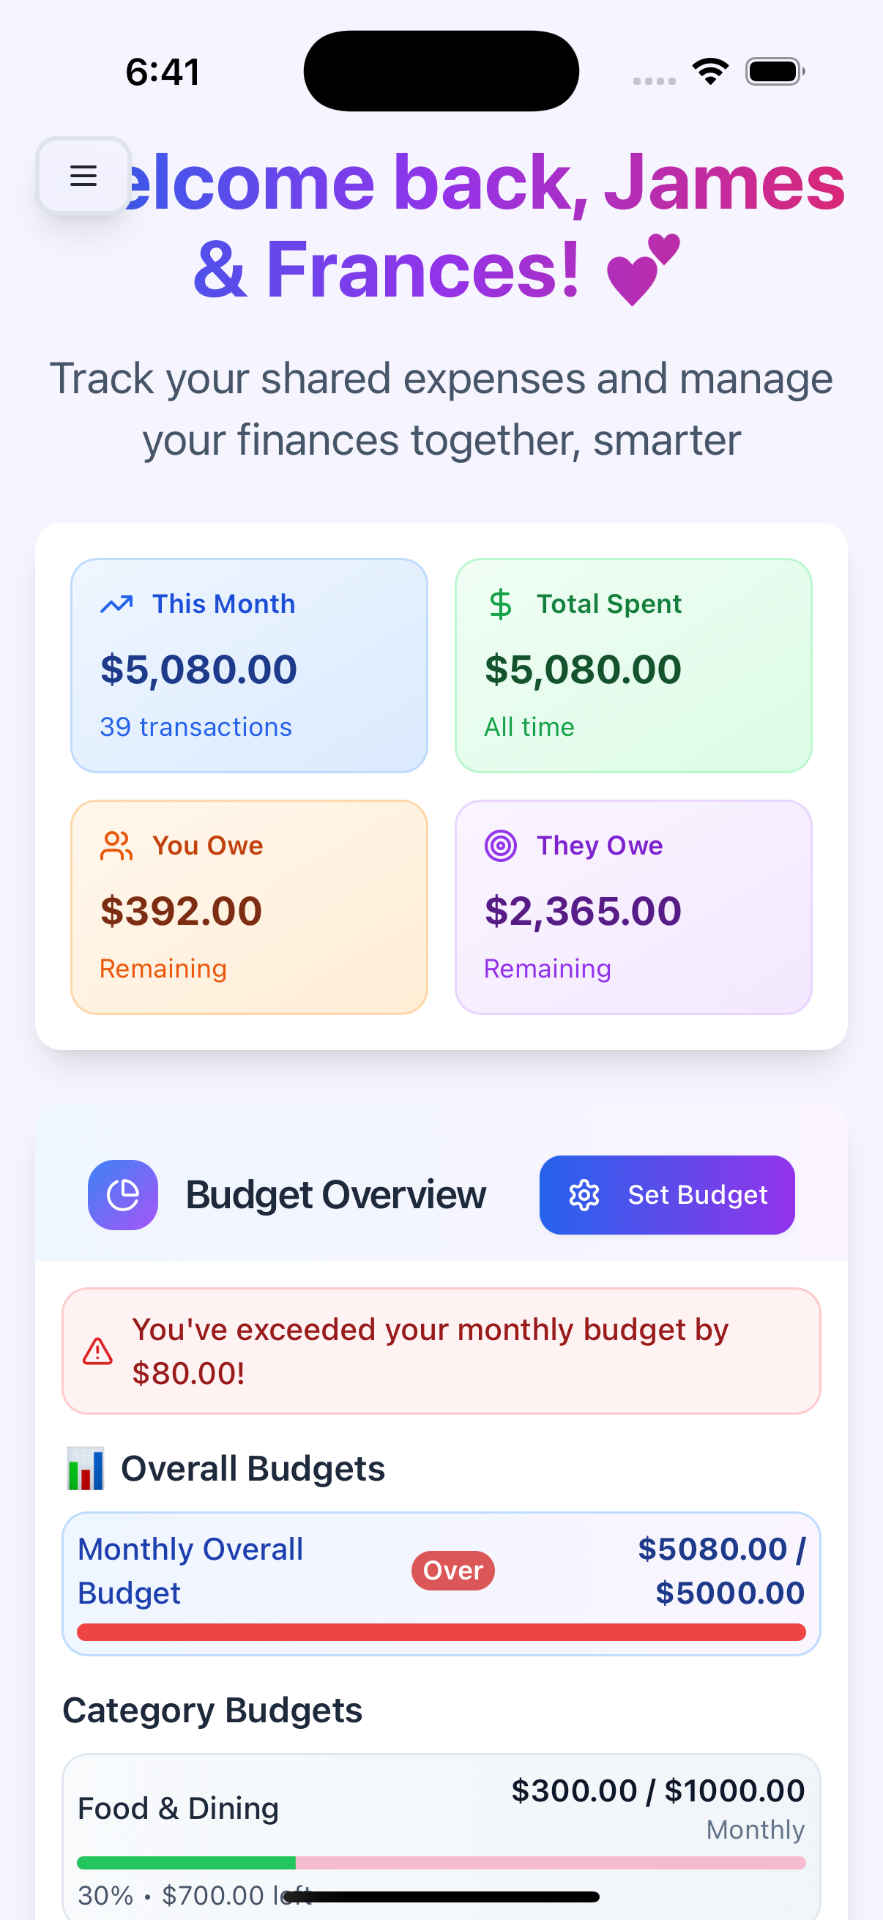 6:41
elcome back, James
& Frances! 💕
Track your shared expenses and manage
your finances together, smarter
This Month
$5,080.00
39 transactions
Total Spent
$5,080.00
All time
You Owe
$392.00
Remaining
They Owe
$2,365.00
Remaining
Budget Overview
Set Budget
You've exceeded your monthly budget by
$80.00!
📊 Overall Budgets
Monthly Overall
Budget
Over
$5080.00 /
$5000.00
Category Budgets
Food & Dining
$300.00 / $1000.00
Monthly
30% • $700.00 left